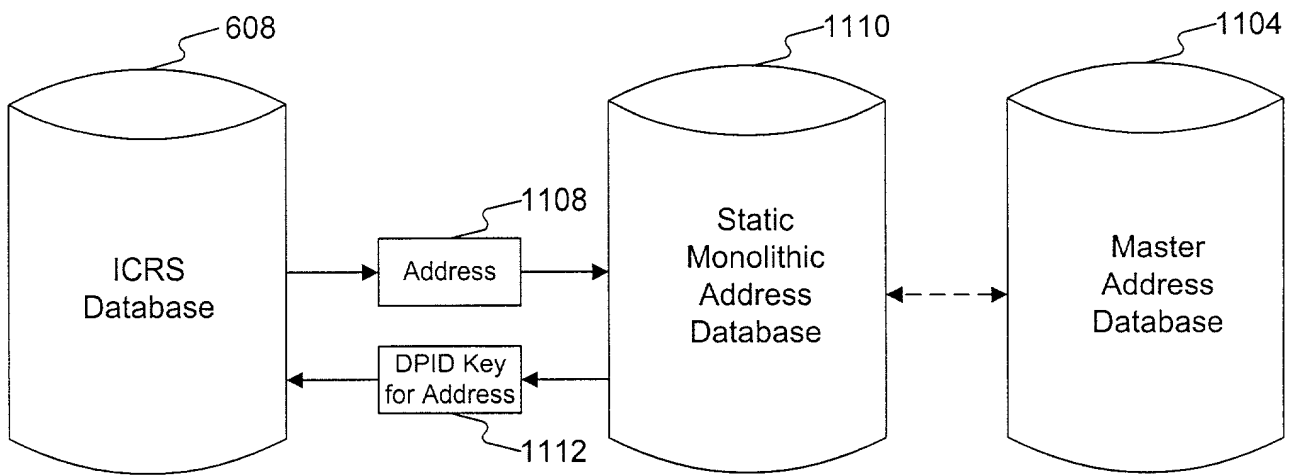 608
1110
1104
1108
ICRS
Database
Address
Static
Monolithic
Address
Database
Master
Address
Database
DPID Key
for Address
1112